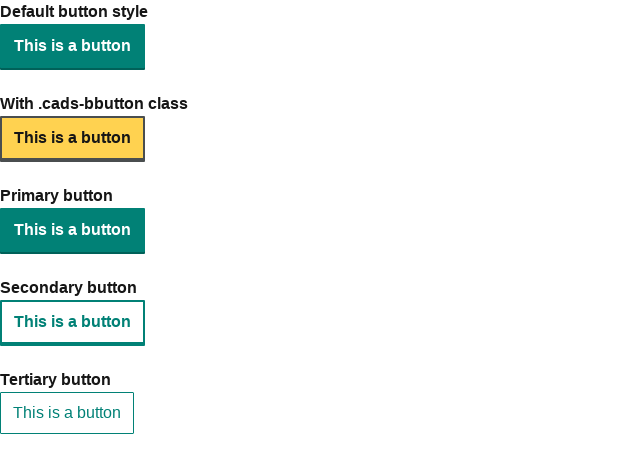 Default button style
This is a button
With .cads-bbutton class
This is a button
Primary button
This is a button
Secondary button
This is a button
Tertiary button
This is a button